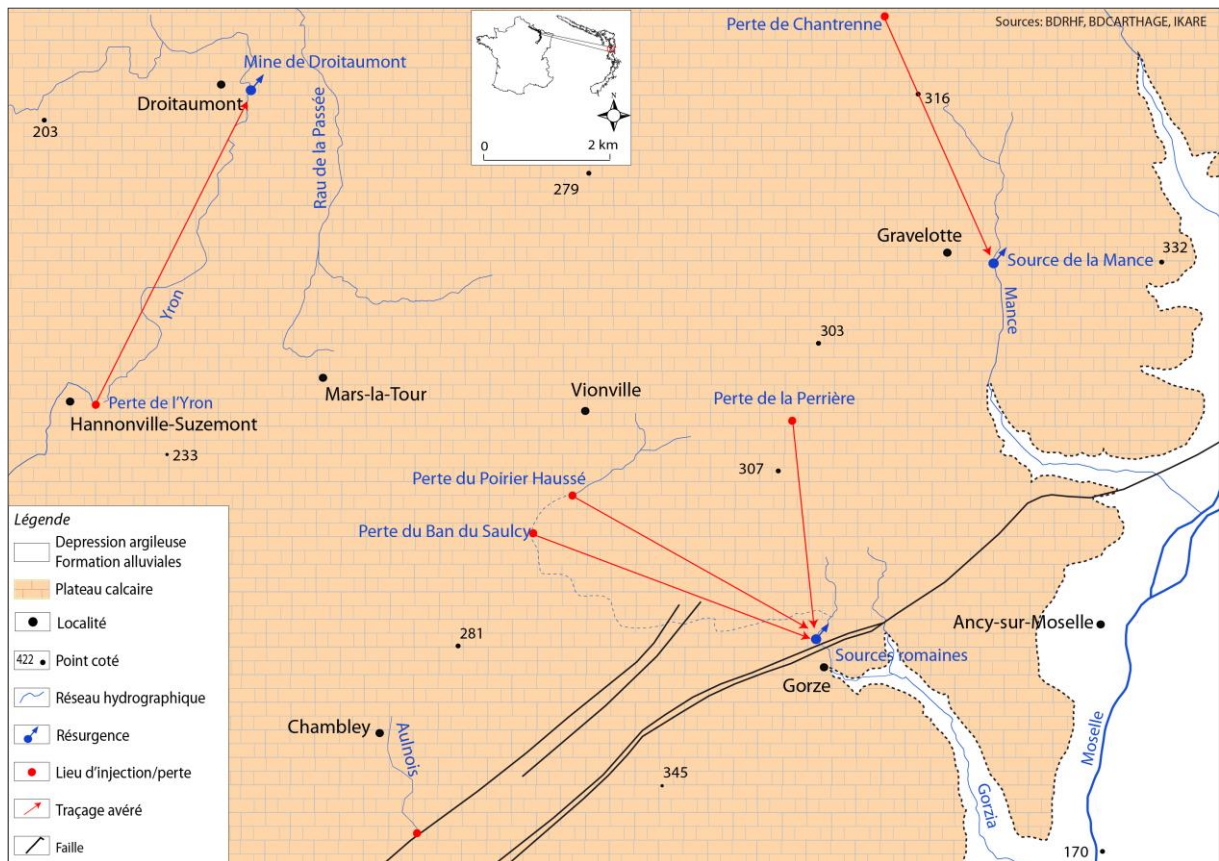 Perte de Chantrenne
Sources: BDRHF, BDCARTHAGE, IKARE
Mine de Droitaumont
Droitaumont
203
Rau de la Passée
0 2 km
279
316
Gravelotte
Source de la Mance
332
Mance
Yron
303
Mars-la-Tour
Vionville
Perte de la Perrière
Perte de l'Yron
Hannonville-Suzemont
233
307
Perte du Poirier Haussé
Perte du Ban du Saulcy
281
Sources romaines
Gorze
Ancy-sur-Moselle
Moselle
Chambley
Aulnois
345
Gorzia
170
Légende
Depression argileuse
Formation alluviales
Plateau calcaire
Localité
422 Point coté
Réseau hydrographique
Résurgence
Lieu d'injection/perte
Traçage avéré
Faille